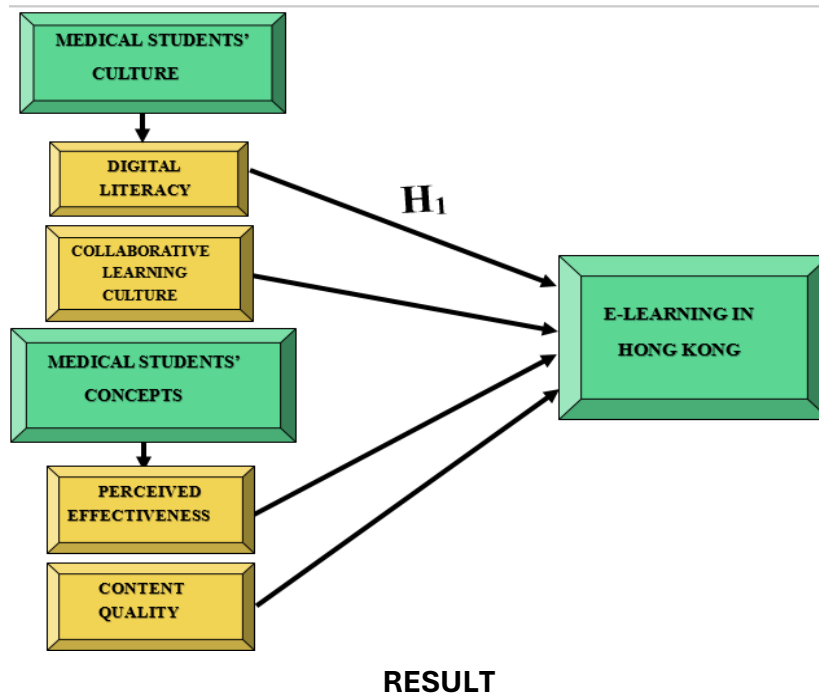 MEDICAL STUDENTS’
CULTURE
DIGITAL
LITERACY
H₁
COLLABORATIVE
LEARNING
CULTURE
E-LEARNING IN
HONG KONG
MEDICAL STUDENTS’
CONCEPTS
PERCEIVED
EFFECTIVENESS
CONTENT
QUALITY
RESULT